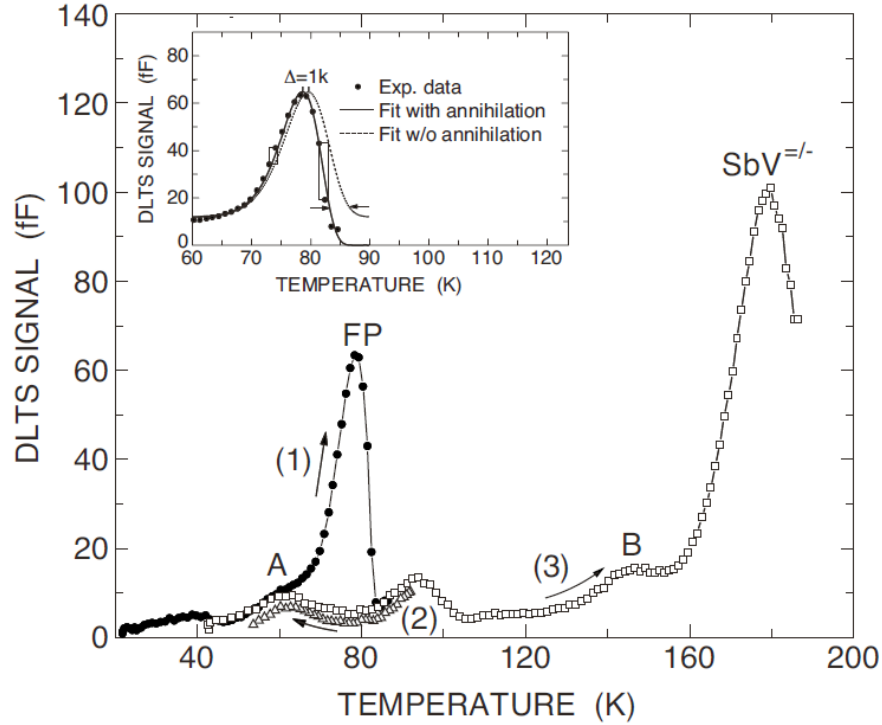 140
120
100
80
60
40
20
0
DLTS SIGNAL (fF)
40
80
120
160
200
TEMPERATURE (K)
80
60
40
20
0
DLTS SIGNAL (fF)
60
70
80
90
100
110
120
TEMPERATURE (K)
Δ=1k
Exp. data
Fit with annihilation
Fit w/o annihilation
SbV=/-
FP
(1)
A
(2)
(3)
B